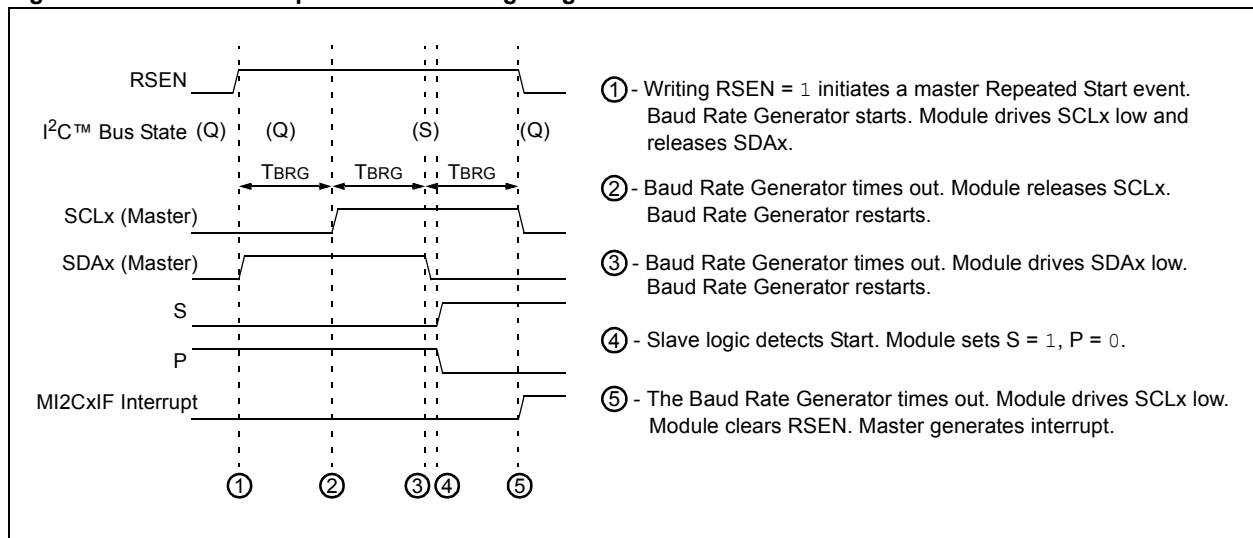 RSEN
I²C™ Bus State (Q) (Q) (S) (Q)
TBRG TBRG TBRG
SCLx (Master)
SDAx (Master)
S
P
MI2CxIF Interrupt
1 2 3 4 5
1 - Writing RSEN = 1 initiates a master Repeated Start event.
Baud Rate Generator starts. Module drives SCLx low and
releases SDAx.
2 - Baud Rate Generator times out. Module releases SCLx.
Baud Rate Generator restarts.
3 - Baud Rate Generator times out. Module drives SDAx low.
Baud Rate Generator restarts.
4 - Slave logic detects Start. Module sets S = 1, P = 0.
5 - The Baud Rate Generator times out. Module drives SCLx low.
Module clears RSEN. Master generates interrupt.